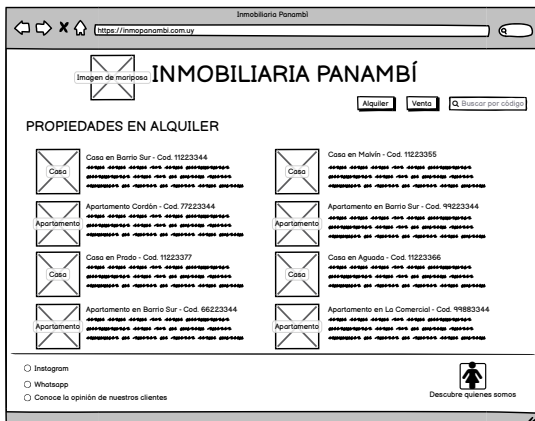 Inmobiliaria Panambí
https://inmopanambi.com.uy
Imagen de mariposa
INMOBILIARIA PANAMBÍ
Alquiler
Venta
Buscar por código
PROPIEDADES EN ALQUILER
Casa
Casa en Barrio Sur - Cod. 11223344
Casa
Casa en Malvín - Cod. 11223355
Apartamento
Apartamento Cordón - Cod. 77223344
Apartamento
Apartamento en Barrio Sur - Cod. 99223344
Casa
Casa en Prado - Cod. 11223377
Casa
Casa en Aguada - Cod. 11223366
Apartamento
Apartamento en Barrio Sur - Cod. 66223344
Apartamento
Apartamento en La Comercial - Cod. 99883344
Instagram
Whatsapp
Conoce la opinión de nuestros clientes
Descubre quienes somos